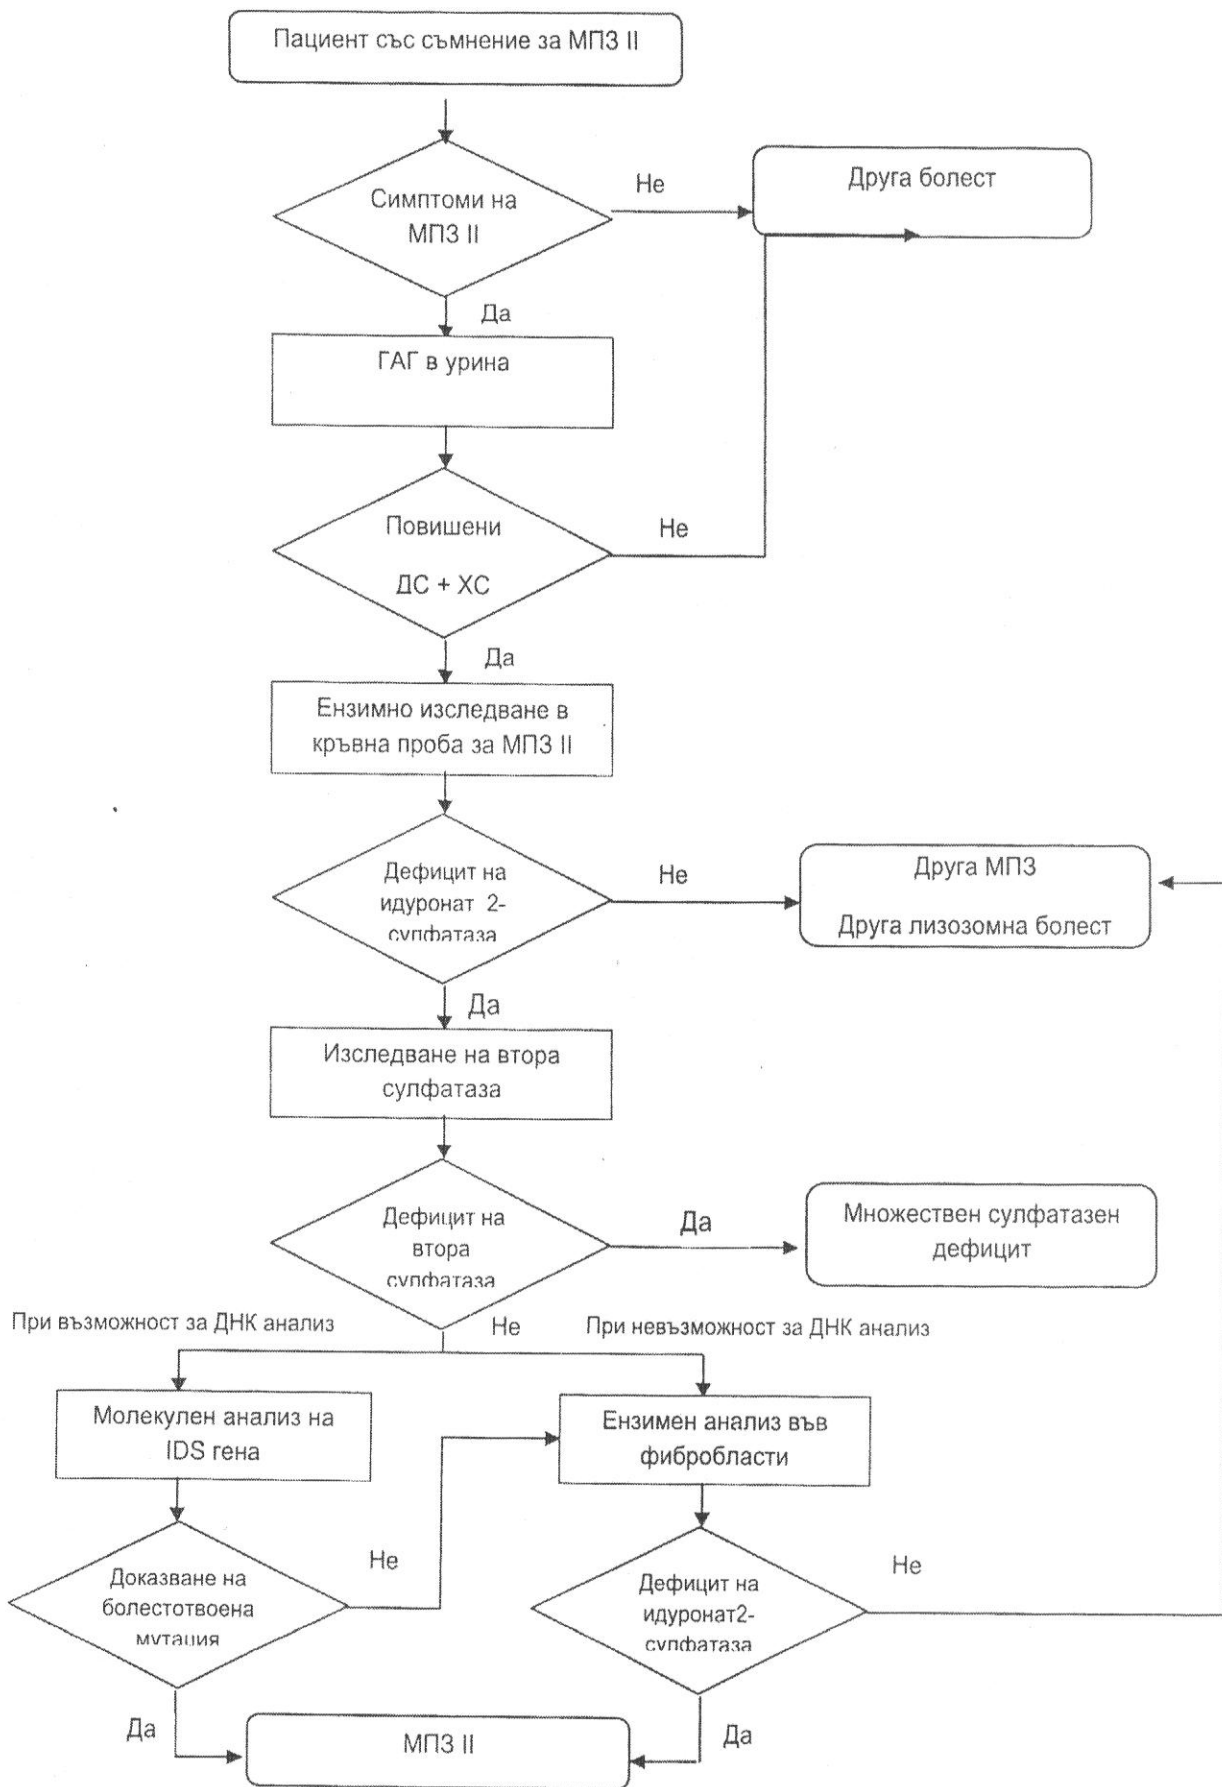 Пациент със съмнение за МПЗ II
Симптоми на
МПЗ II
Не
Друга болест
Да
ГАГ в урина
Повишени
ДС + ХС
Не
Да
Ензимно изследване в
кръвна проба за МПЗ II
Дефицит на
идуронат 2-
сулфатаза
Не
Друга МПЗ
Друга лизозомна болест
Да
Изследване на втора
сулфатаза
Дефицит на
втора
сулфатаза
Да
Множествен сулфатазен
дефицит
При възможност за ДНК анализ
Не
При невъзможност за ДНК анализ
Молекулен анализ на
IDS гена
Ензимен анализ във
фибробласти
Доказване на
болестотвоена
мутация
Не
Дефицит на
идуронат2-
сулфатаза
Не
Да
МПЗ II
Да